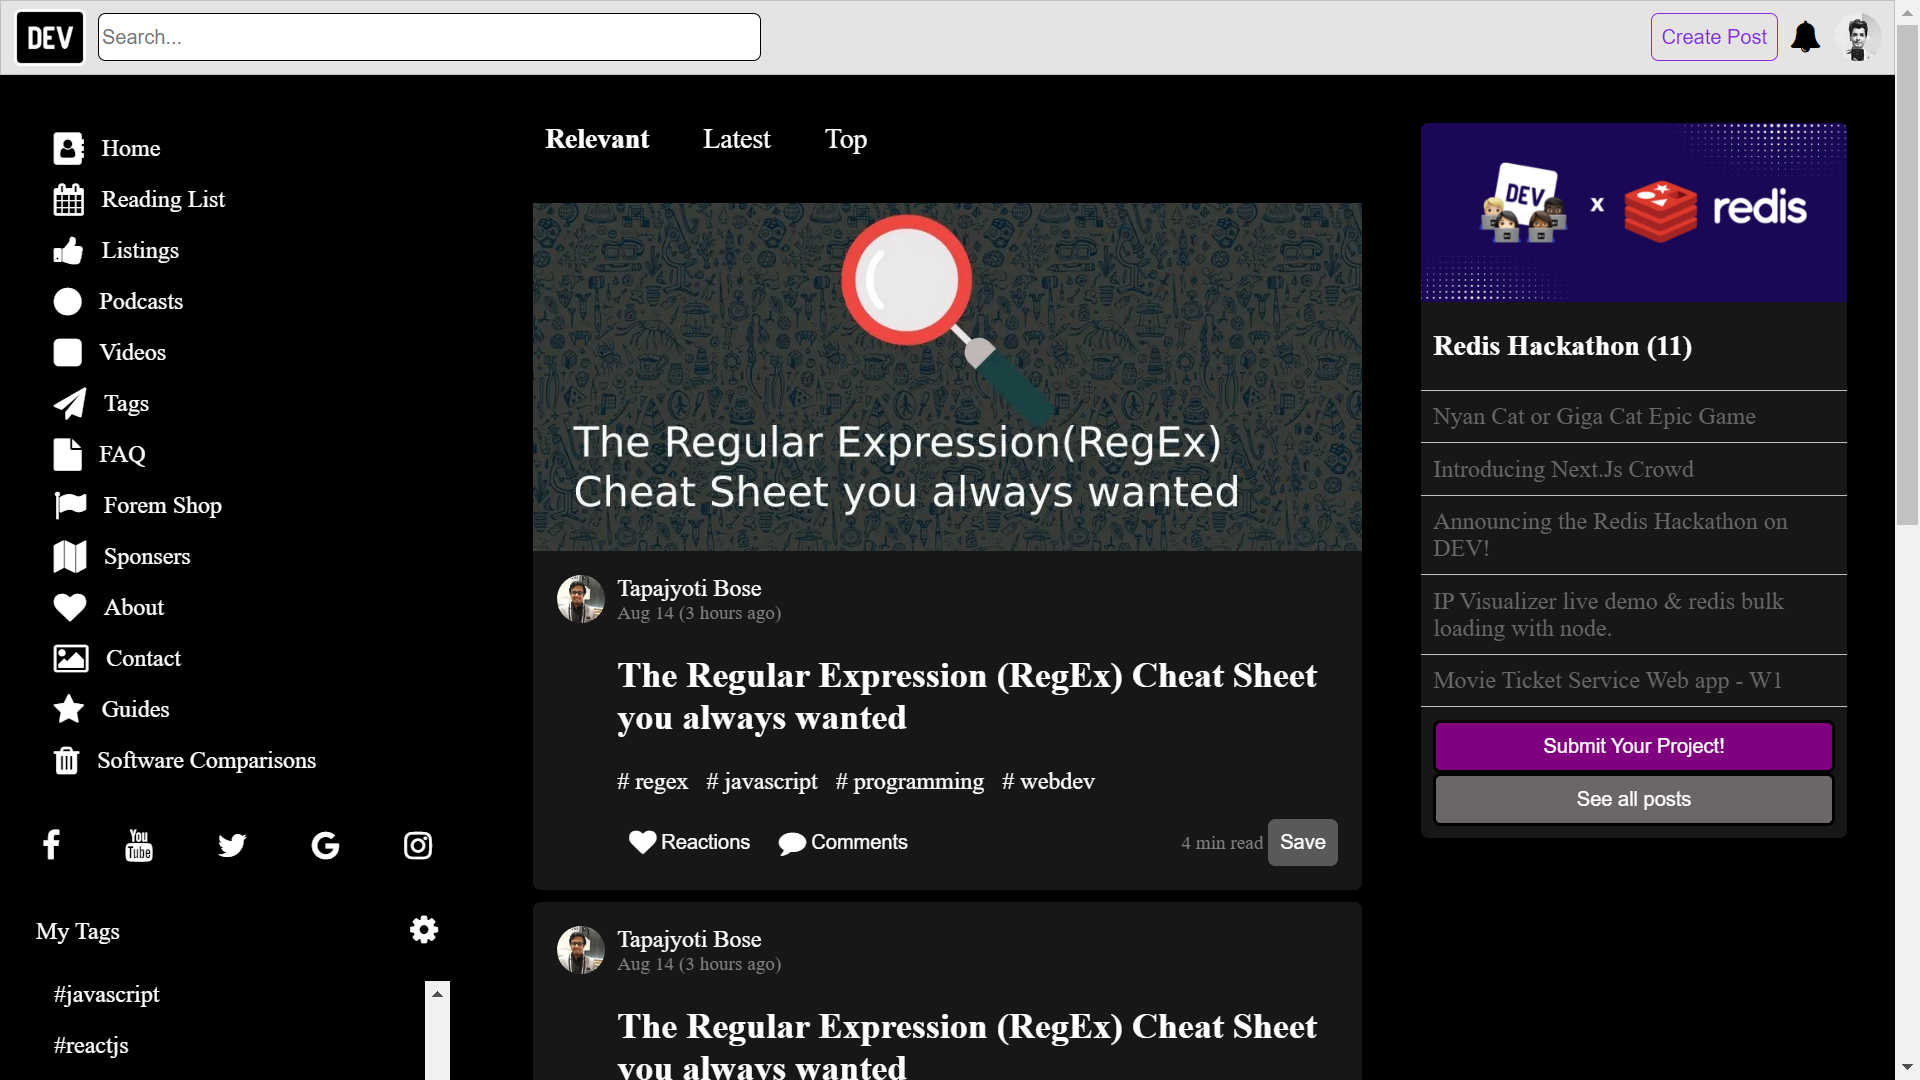 DEV
Search...
Create Post
Home
Reading List
Listings
Podcasts
Videos
Tags
FAQ
Forem Shop
Sponsers
About
Contact
Guides
Software Comparisons
You
Tube
My Tags
#javascript
#reactjs
Relevant Latest Top
The Regular Expression(RegEx)
Cheat Sheet you always wanted
Tapajyoti Bose
Aug 14 (3 hours ago)
The Regular Expression (RegEx) Cheat Sheet
you always wanted
# regex # javascript # programming # webdev
Reactions Comments 4 min read Save
Tapajyoti Bose
Aug 14 (3 hours ago)
The Regular Expression (RegEx) Cheat Sheet
you always wanted
DEV x redis
Redis Hackathon (11)
Nyan Cat or Giga Cat Epic Game
Introducing Next.Js Crowd
Announcing the Redis Hackathon on
DEV!
IP Visualizer live demo & redis bulk
loading with node.
Movie Ticket Service Web app - W1
Submit Your Project!
See all posts